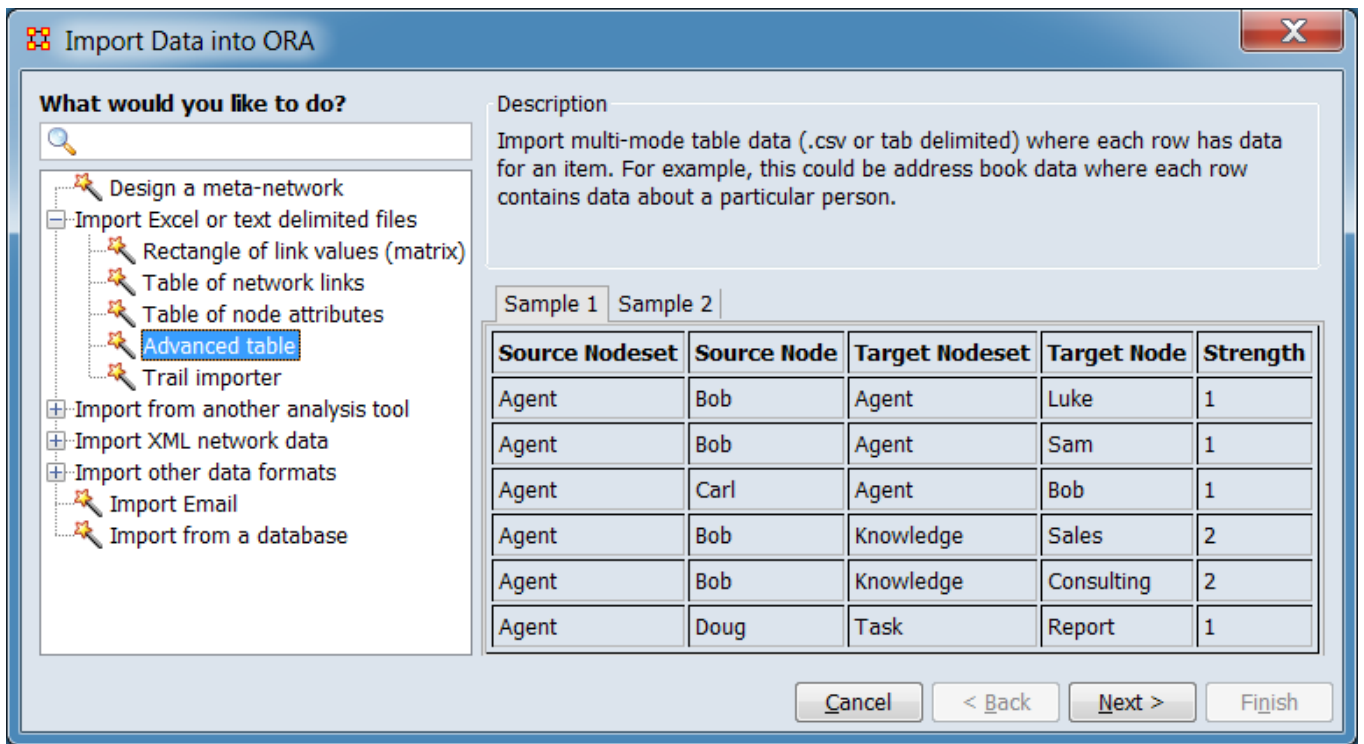 Import Data into ORA
X
What would you like to do?
Design a meta-network
Import Excel or text delimited files
Rectangle of link values (matrix)
Table of network links
Table of node attributes
Advanced table
Trail importer
Import from another analysis tool
Import XML network data
Import other data formats
Import Email
Import from a database
Description
Import multi-mode table data (.csv or tab delimited) where each row has data
for an item. For example, this could be address book data where each row
contains data about a particular person.
Sample 1 Sample 2
Source Nodeset Source Node Target Nodeset Target Node Strength
Agent Bob Agent Luke 1
Agent Bob Agent Sam 1
Agent Carl Agent Bob 1
Agent Bob Knowledge Sales 2
Agent Bob Knowledge Consulting 2
Agent Doug Task Report 1
Cancel < Back Next > Finish